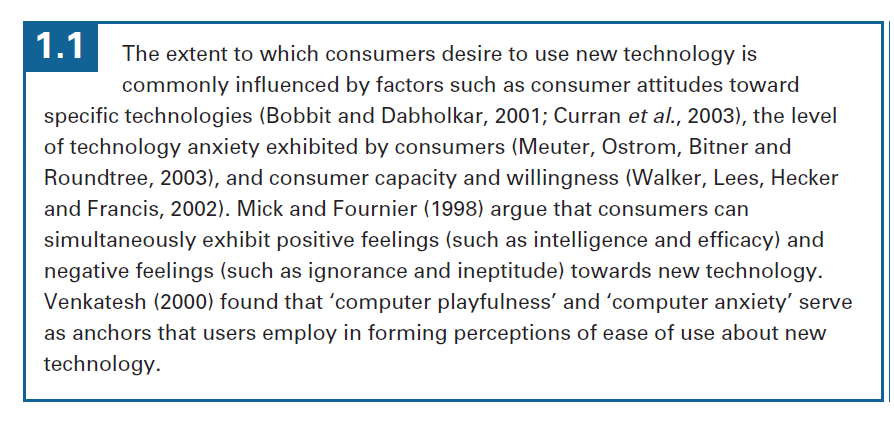 1.1
The extent to which consumers desire to use new technology is
commonly influenced by factors such as consumer attitudes toward
specific technologies (Bobbit and Dabholkar, 2001; Curran et al., 2003), the level
of technology anxiety exhibited by consumers (Meuter, Ostrom, Bitner and
Roundtree, 2003), and consumer capacity and willingness (Walker, Lees, Hecker
and Francis, 2002). Mick and Fournier (1998) argue that consumers can
simultaneously exhibit positive feelings (such as intelligence and efficacy) and
negative feelings (such as ignorance and ineptitude) towards new technology.
Venkatesh (2000) found that ‘computer playfulness’ and ‘computer anxiety’ serve
as anchors that users employ in forming perceptions of ease of use about new
technology.